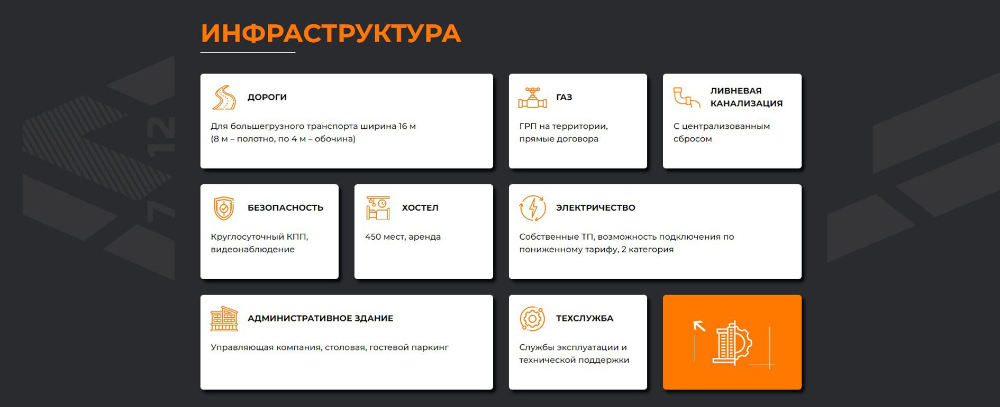 ИНФРАСТРУКТУРА
ДОРОГИ
Для большегрузного транспорта ширина 16 м
(8 м – полотно, по 4 м – обочина)
ГАЗ
ГРП на территории,
прямые договора
ЛИВНЕВАЯ
КАНАЛИЗАЦИЯ
С централизованным
сбросом
БЕЗОПАСНОСТЬ
Круглосуточный КПП,
видеонаблюдение
ХОСТЕЛ
450 мест, аренда
ЭЛЕКТРИЧЕСТВО
Собственные ТП, возможность подключения по
пониженному тарифу, 2 категория
АДМИНИСТРАТИВНОЕ ЗДАНИЕ
Управляющая компания, столовая, гостевой паркинг
ТЕХСЛУЖБА
Службы эксплуатации и
технической поддержки
7 12